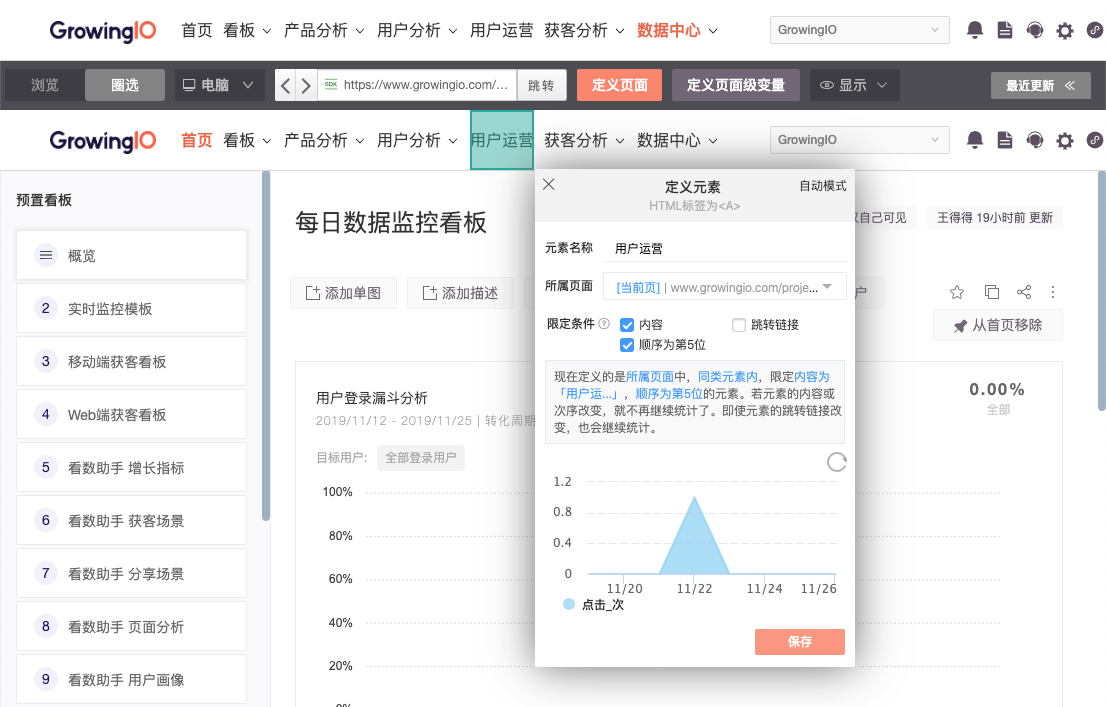 GrowingIO 首页 看板 产品分析 用户分析 用户运营 获客分析 数据中心 GrowingIO
浏览 圈选 电脑 SDK https://www.growingio.com/... 跳转 定义页面 定义页面级变量 显示 最近更新
GrowingIO 首页 看板 产品分析 用户分析 用户运营 获客分析 数据中心 GrowingIO
预置看板
概览
2 实时监控模板
3 移动端获客看板
4 Web端获客看板
5 看数助手 增长指标
6 看数助手 获客场景
7 看数助手 分享场景
8 看数助手 页面分析
9 看数助手 用户画像
每日数据监控看板
自己可见 王得得 19小时前 更新
添加单图 添加描述
户
从首页移除
用户登录漏斗分析
2019/11/12 - 2019/11/25 | 转化周期
目标用户: 全部登录用户
0.00%
全部
100%
80%
60%
40%
20%
定义元素 自动模式
HTML标签为<A>
元素名称 用户运营
所属页面 [当前页] | www.growingio.com/proje...
限定条件 ? 内容 跳转链接
顺序为第5位
现在定义的是所属页面中，同类元素内，限定内容为
「用户运...」，顺序为第5位的元素。若元素的内容或
次序改变，就不再继续统计了。即使元素的跳转链接改
变，也会继续统计。
1.2
0.8
0.4
0
11/20 11/22 11/24 11/26
点击_次
保存